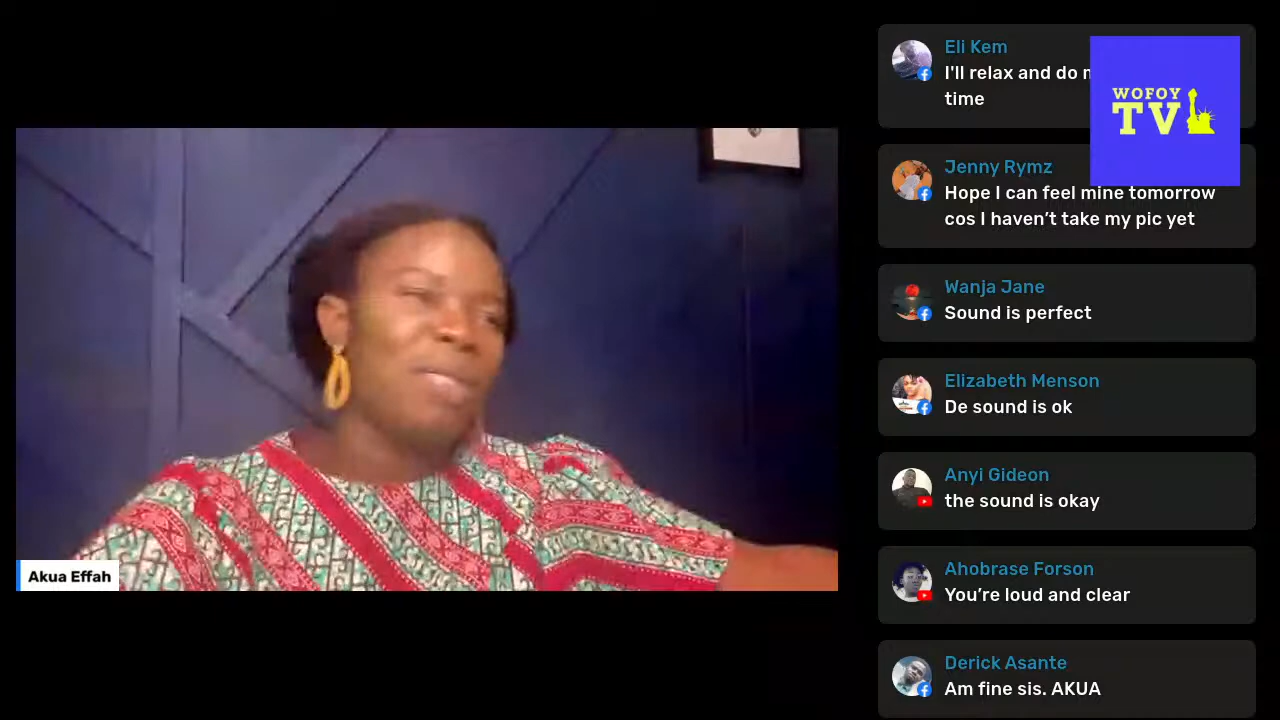 Eli Kem
I'll relax and do
time
WOFOY
TV
Jenny Rymz
Hope I can feel mine tomorrow
cos I haven’t take my pic yet
Wanja Jane
Sound is perfect
Elizabeth Menson
De sound is ok
Anyi Gideon
the sound is okay
Ahobrase Forson
You’re loud and clear
Derick Asante
Am fine sis. AKUA
Akua Effah